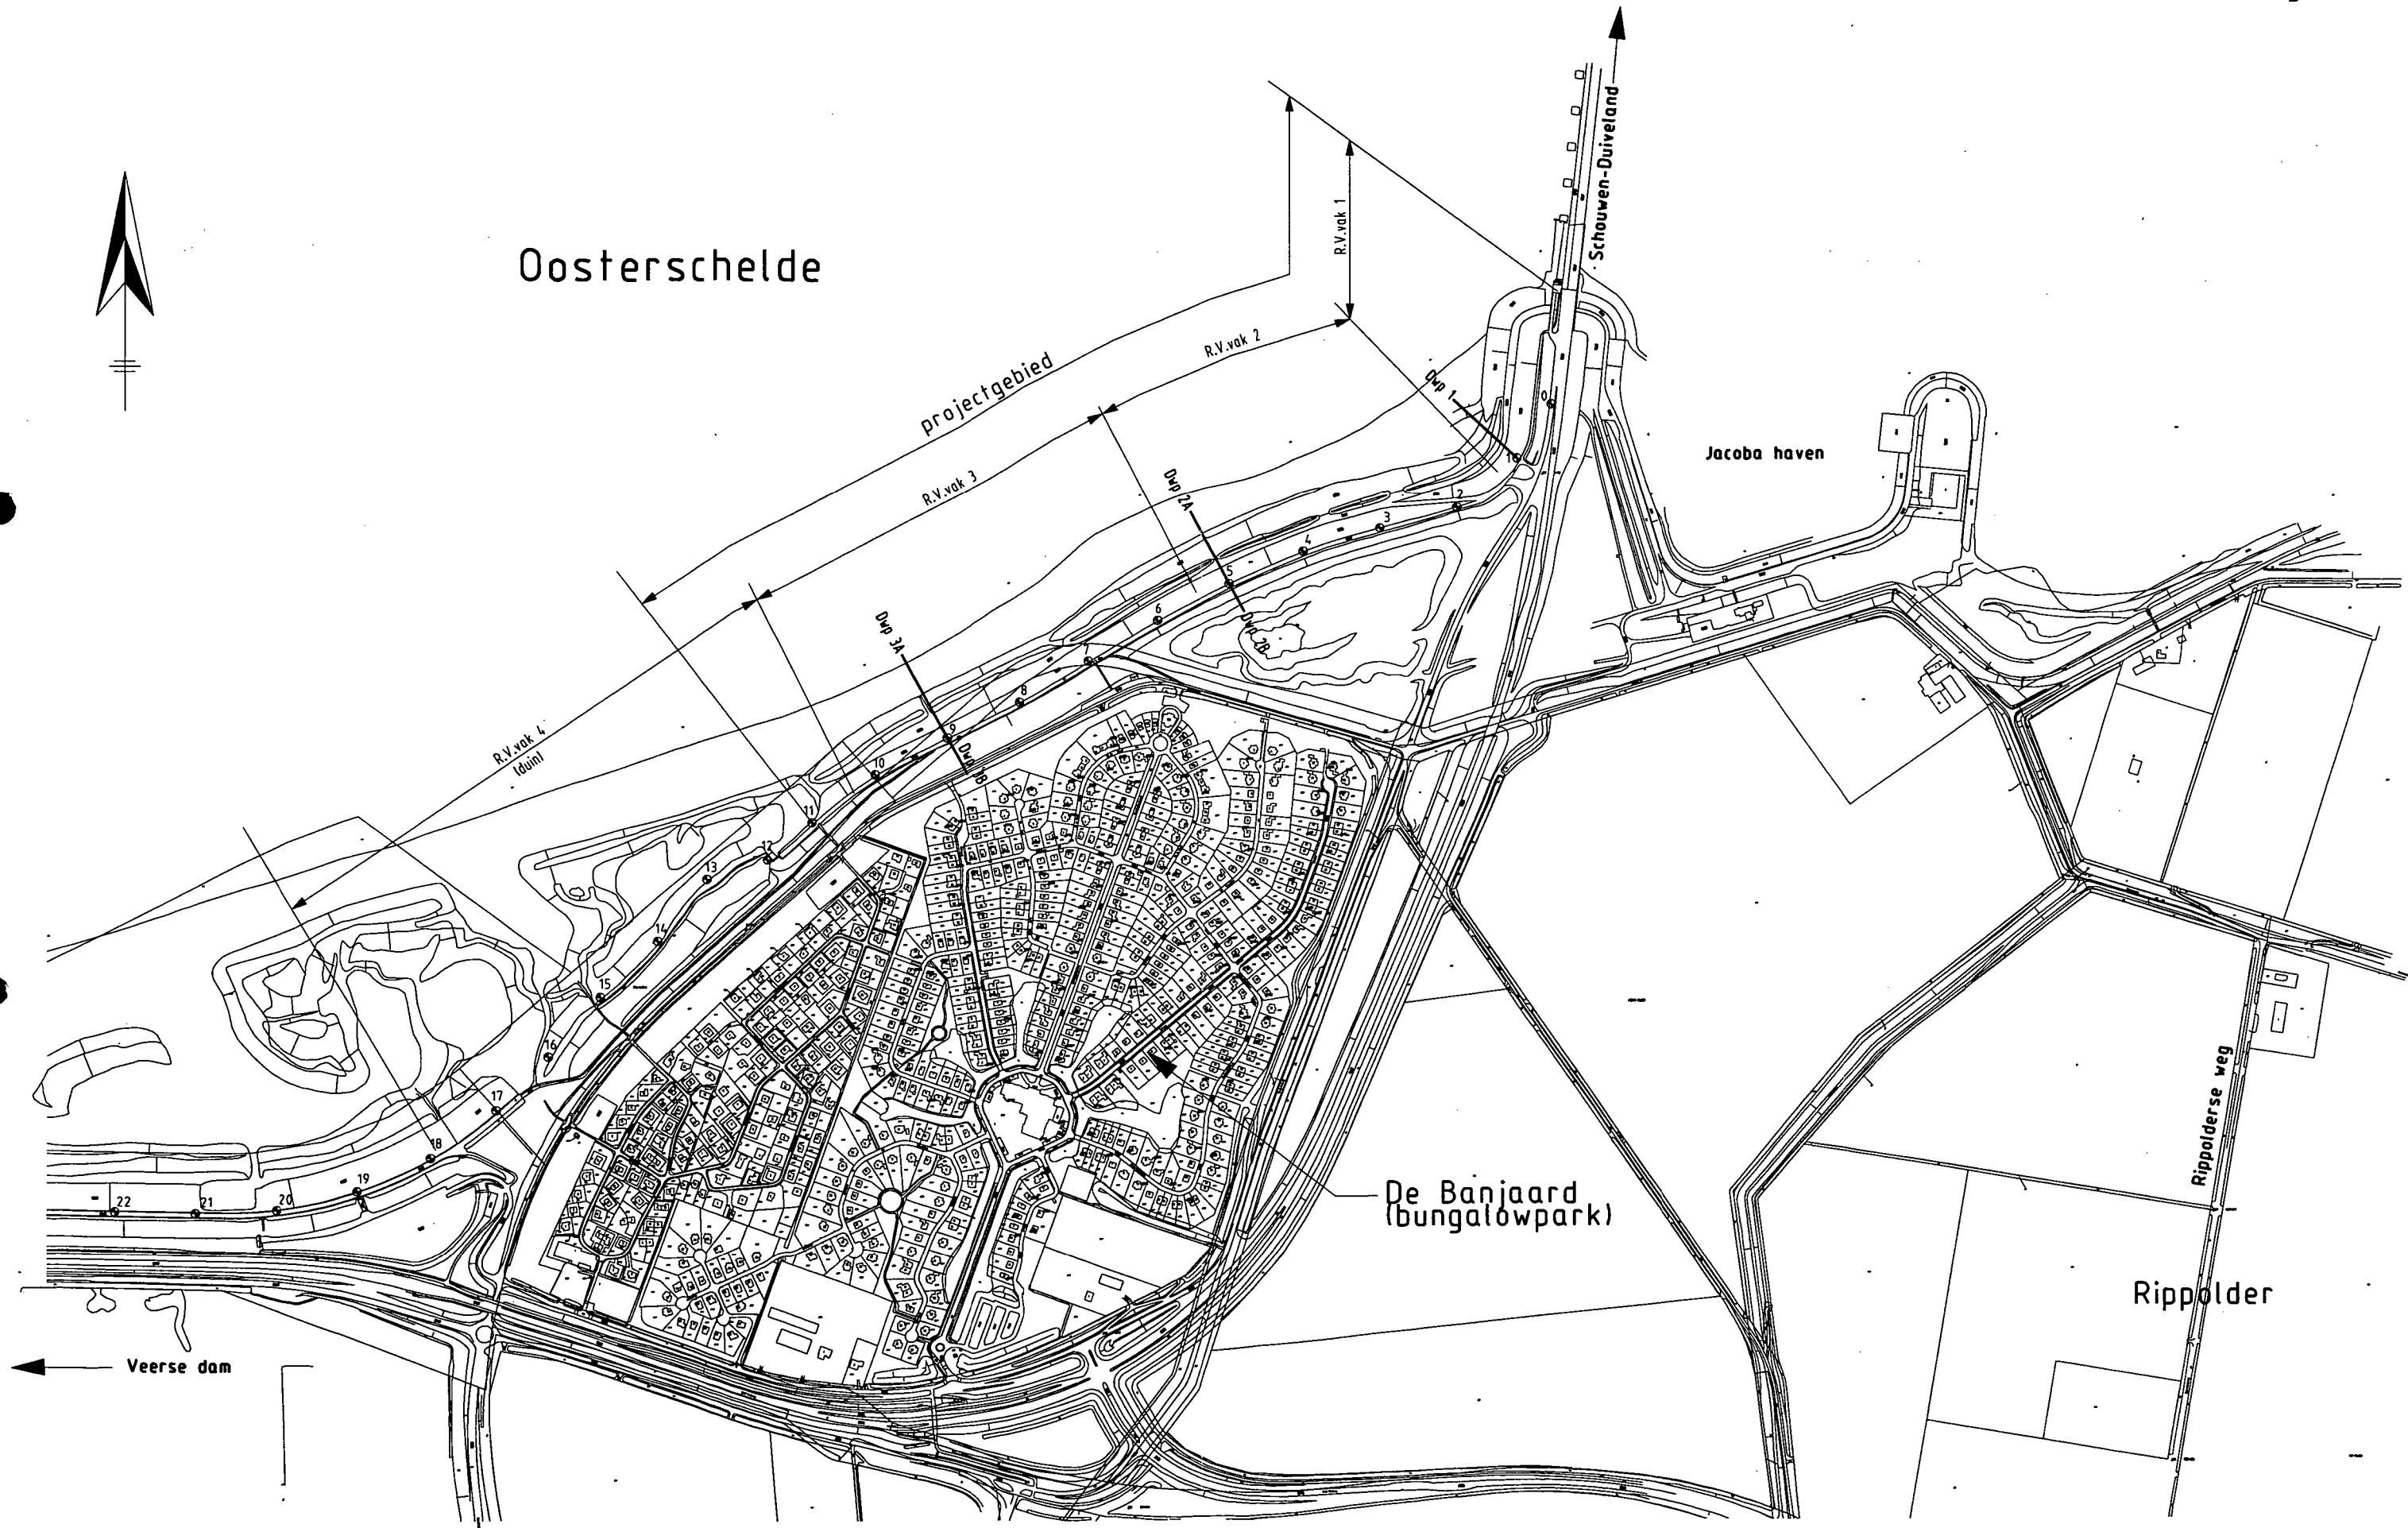 Schouwen-Duiveland
Oosterschelde
R.V.vak 1
R.V.vak 2
projectgebied
Dwp 1
0
1
Jacoba haven
R.V.vak 3
Dwp 2A
2
3
4
5
6
Dwp 2B
Dwp 3A
7
8
9
Dwp 3B
10
R.V.vak 4
(duin)
11
12
13
14
15
16
17
18
19
20
21
22
Rippolderse weg
De Banjaard
(bungalowpark)
Rippolder
Veerse dam